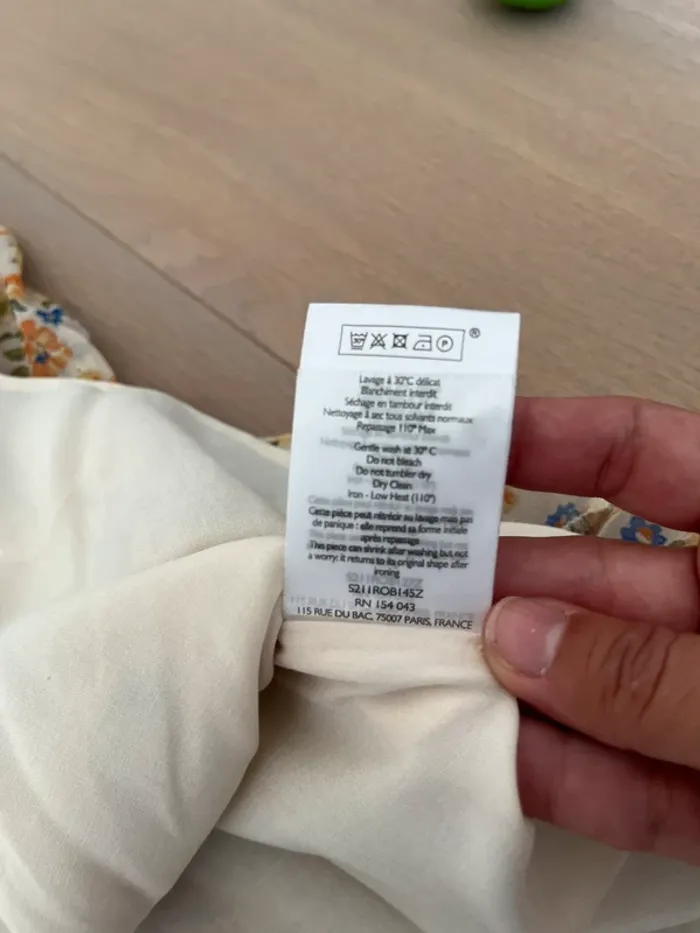 30°
P
®
Lavage à 30°C délicat
Blanchiment interdit
Séchage en tambour interdit
Nettoyage à sec tous solvants normaux
Repassage 110° Max
Gentle wash at 30° C
Do not bleach
Do not tumbler dry
Dry Clean
Iron - Low Heat (110°)
Cette pièce peut rétrécir au lavage mais pas
de panique : elle reprend sa forme initiale
après repassage
This piece can shrink after washing but not
a worry: it returns to its original shape after
ironing
S211ROB145Z
RN 154 043
115 RUE DU BAC, 75007 PARIS, FRANCE